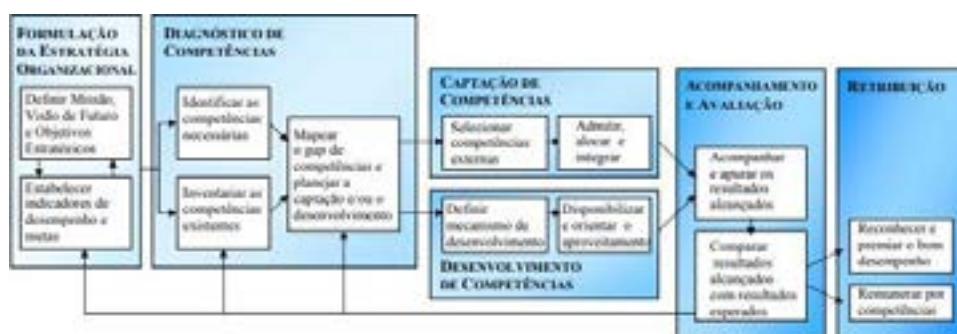 FORMULAÇÃO
DA ESTRATÉGIA
ORGANIZACIONAL
Definir Missão,
Visão de Futuro
e Objetivos
Estratégicos
Estabelecer
indicadores de
desempenho e
metas
DIAGNÓSTICO DE
COMPETÊNCIAS
Identificar as
competências
necessárias
Inventariar as
competências
existentes
Mapear
o gap de
competências e
planejar a
captação e/ou o
desenvolvimento
CAPTAÇÃO DE
COMPETÊNCIAS
Selecionar
competências
externas
Admitir,
alocar e
integrar
Definir
mecanismo de
desenvolvimento
Disponibilizar
e orientar o
aproveitamento
DESENVOLVIMENTO
DE COMPETÊNCIAS
ACOMPANHAMENTO
E AVALIAÇÃO
Acompanhar
e apurar os
resultados
alcançados
Comparar
resultados
alcançados
com resultados
esperados
RETRIBUIÇÃO
Reconhecer e
premiar o bom
desempenho
Remunerar por
competências